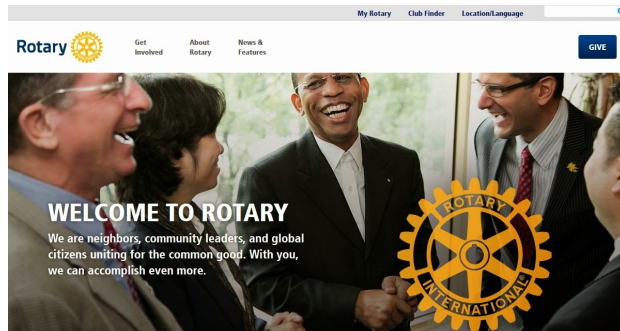 My Rotary Club Finder Location/Language
Rotary
Get
Involved
About
Rotary
News &
Features
GIVE
WELCOME TO ROTARY
We are neighbors, community leaders, and global
citizens uniting for the common good. With you,
we can accomplish even more.
ROTARY
INTERNATIONAL